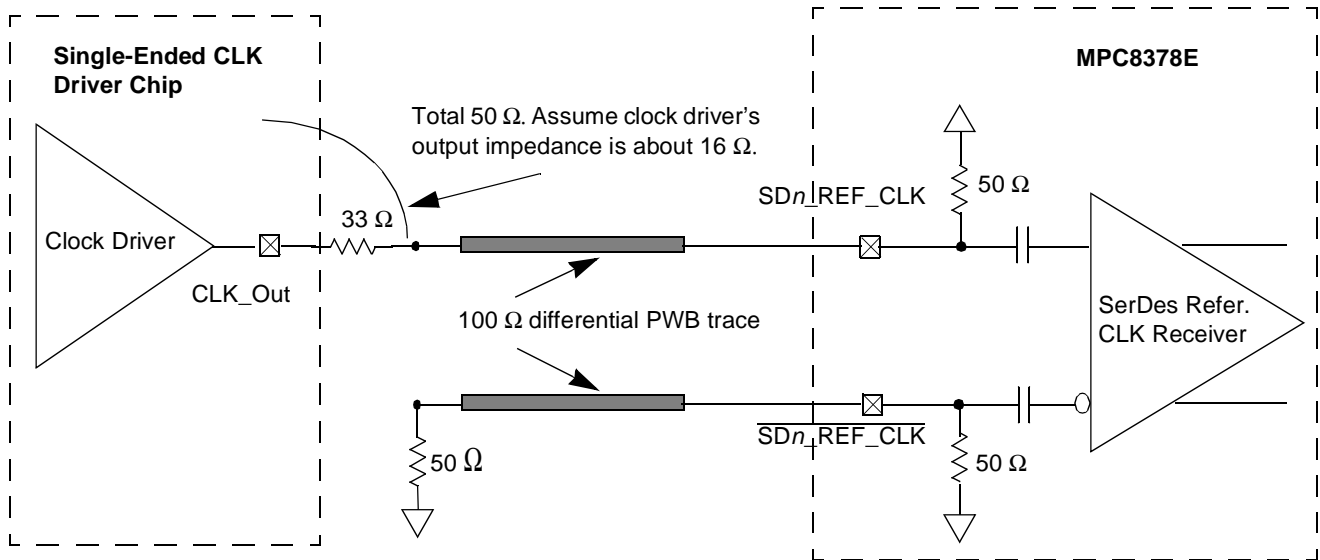 Single-Ended CLK
Driver Chip
MPC8378E
Total 50 Ω. Assume clock driver's
output impedance is about 16 Ω.
SDn_REF_CLK
50 Ω
33 Ω
Clock Driver
CLK_Out
100 Ω differential PWB trace
SerDes Refer.
CLK Receiver
SDn_REF_CLK
50 Ω
50 Ω